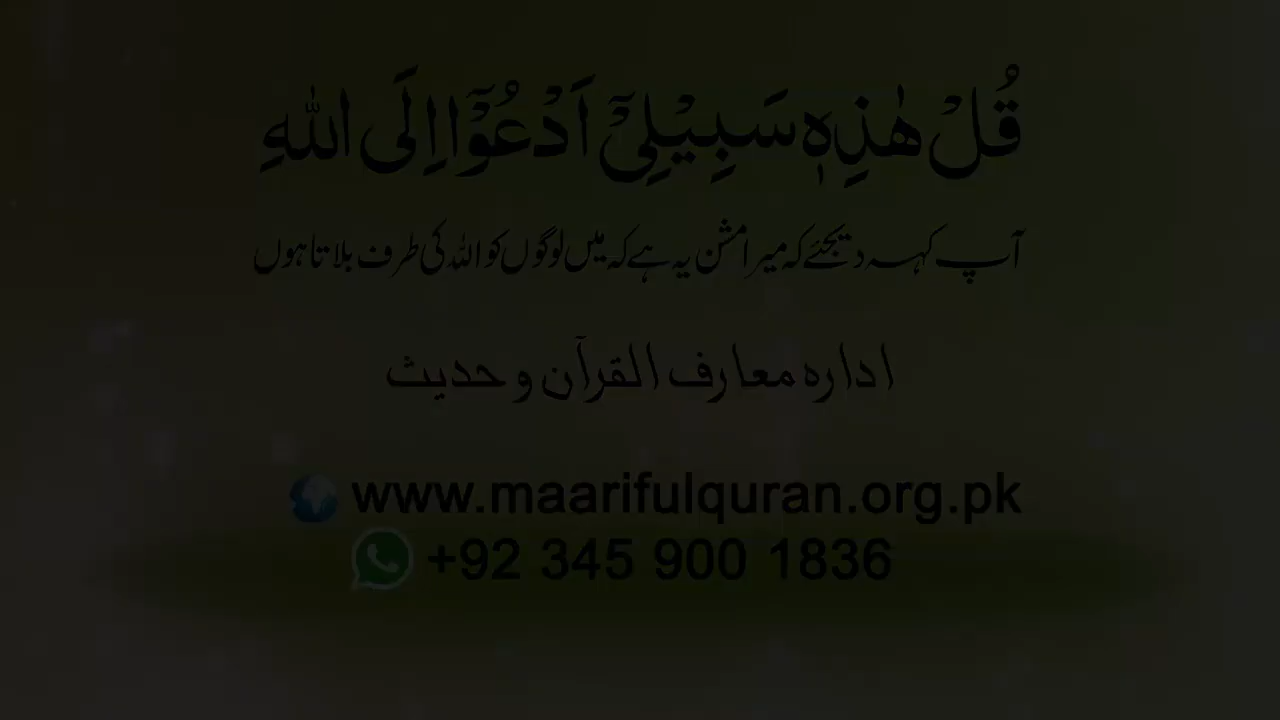 قُلْ هٰذِهٖ سَبِیْلِیْۤ اَدْعُوْۤا اِلَی اللهِ
آپ کہہ دیجئے کہ میرا مشن یہ ہے کہ میں لوگوں کو اللہ کی طرف بلاتا ہوں
ادارہ معارف القرآن و حدیث
www.maarifulquran.org.pk
+92 345 900 1836